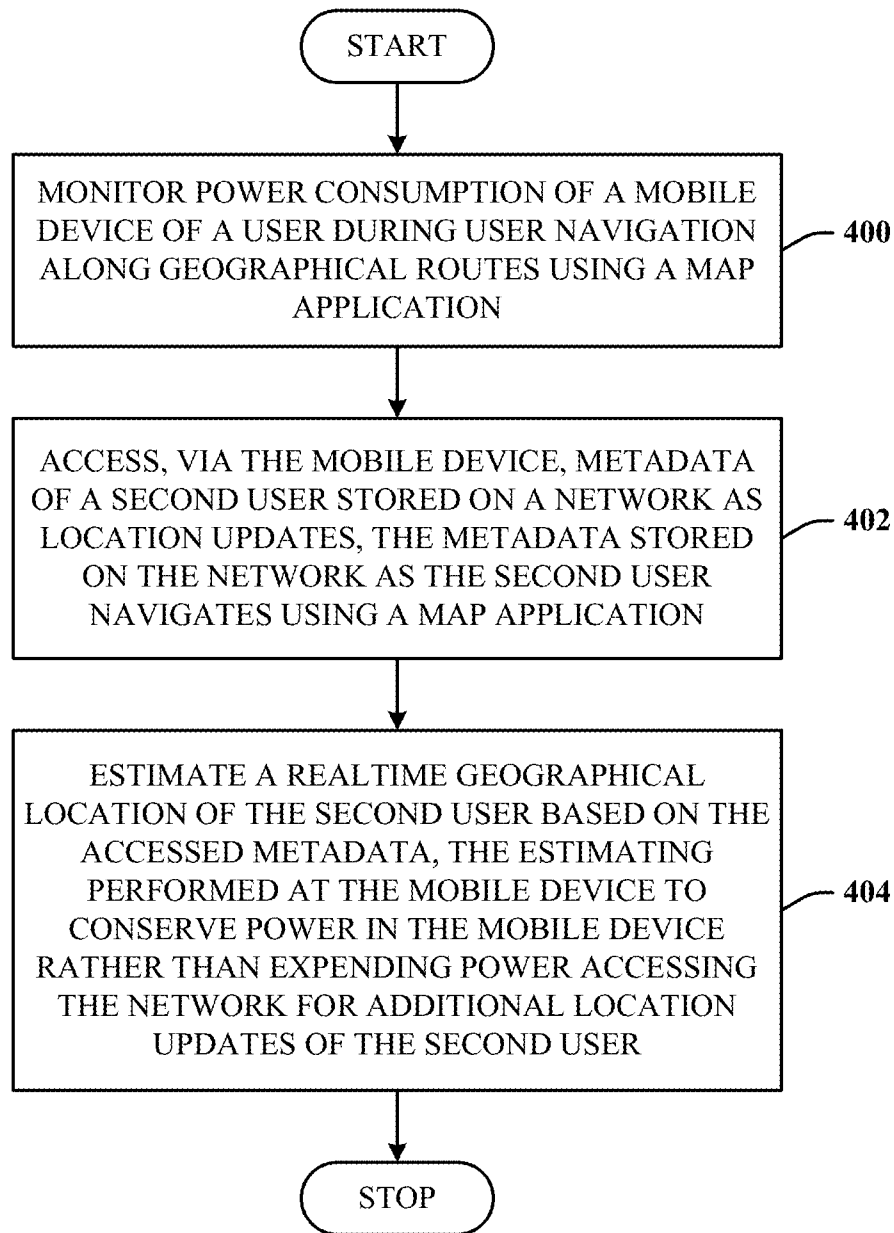 START
MONITOR POWER CONSUMPTION OF A MOBILE
DEVICE OF A USER DURING USER NAVIGATION
ALONG GEOGRAPHICAL ROUTES USING A MAP
APPLICATION
400
ACCESS, VIA THE MOBILE DEVICE, METADATA
OF A SECOND USER STORED ON A NETWORK AS
LOCATION UPDATES, THE METADATA STORED
ON THE NETWORK AS THE SECOND USER
NAVIGATES USING A MAP APPLICATION
402
ESTIMATE A REALTIME GEOGRAPHICAL
LOCATION OF THE SECOND USER BASED ON THE
ACCESSED METADATA, THE ESTIMATING
PERFORMED AT THE MOBILE DEVICE TO
CONSERVE POWER IN THE MOBILE DEVICE
RATHER THAN EXPENDING POWER ACCESSING
THE NETWORK FOR ADDITIONAL LOCATION
UPDATES OF THE SECOND USER
404
STOP